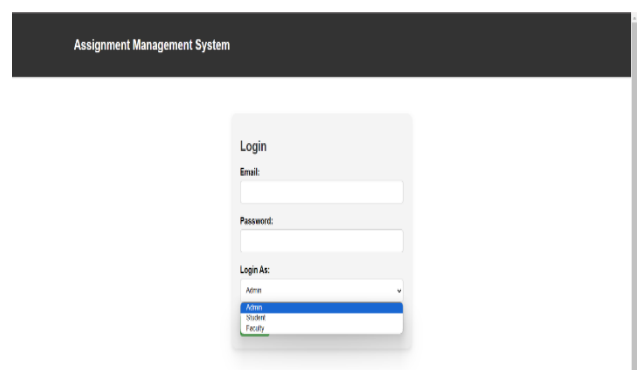 Assignment Management System
Login
Email:
Password:
Login As:
Admin
Admin
Student
Faculty